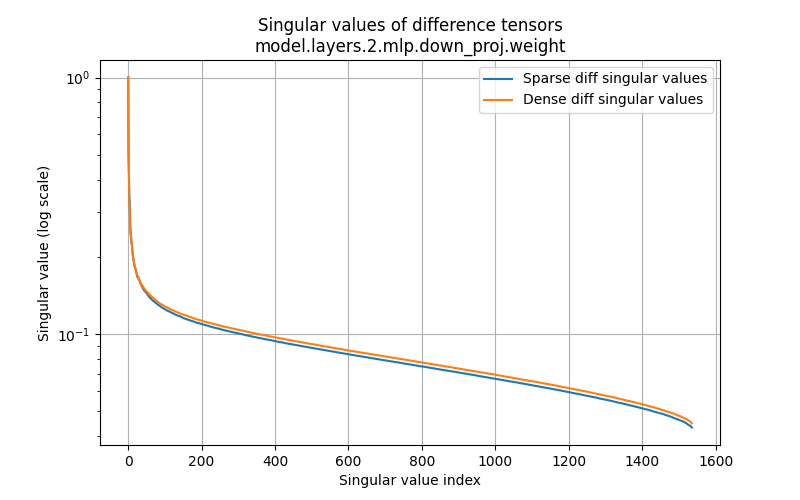 Singular values of difference tensors
model.layers.2.mlp.down_proj.weight
Sparse diff singular values
Dense diff singular values
Singular value (log scale)
10⁰
10⁻¹
0 200 400 600 800 1000 1200 1400 1600
Singular value index